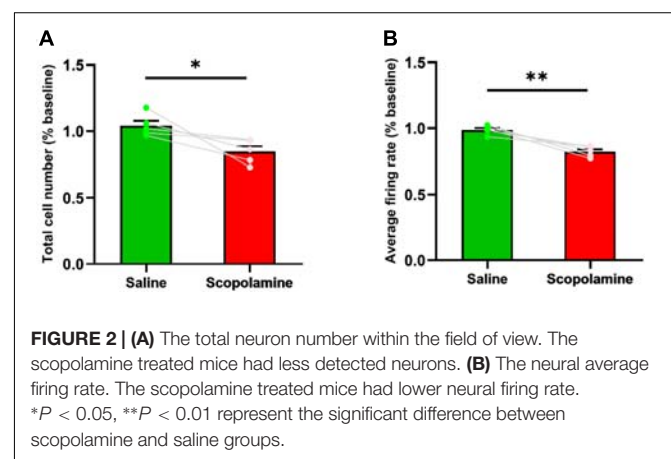 A
B
*
**
Total cell number (% baseline)
1.5
1.0
0.5
0.0
Saline
Scopolamine
Average firing rate (% baseline)
1.5
1.0
0.5
0.0
Saline
Scopolamine
FIGURE 2 | (A) The total neuron number within the field of view. The
scopolamine treated mice had less detected neurons. (B) The neural average
firing rate. The scopolamine treated mice had lower neural firing rate.
*P < 0.05, **P < 0.01 represent the significant difference between
scopolamine and saline groups.